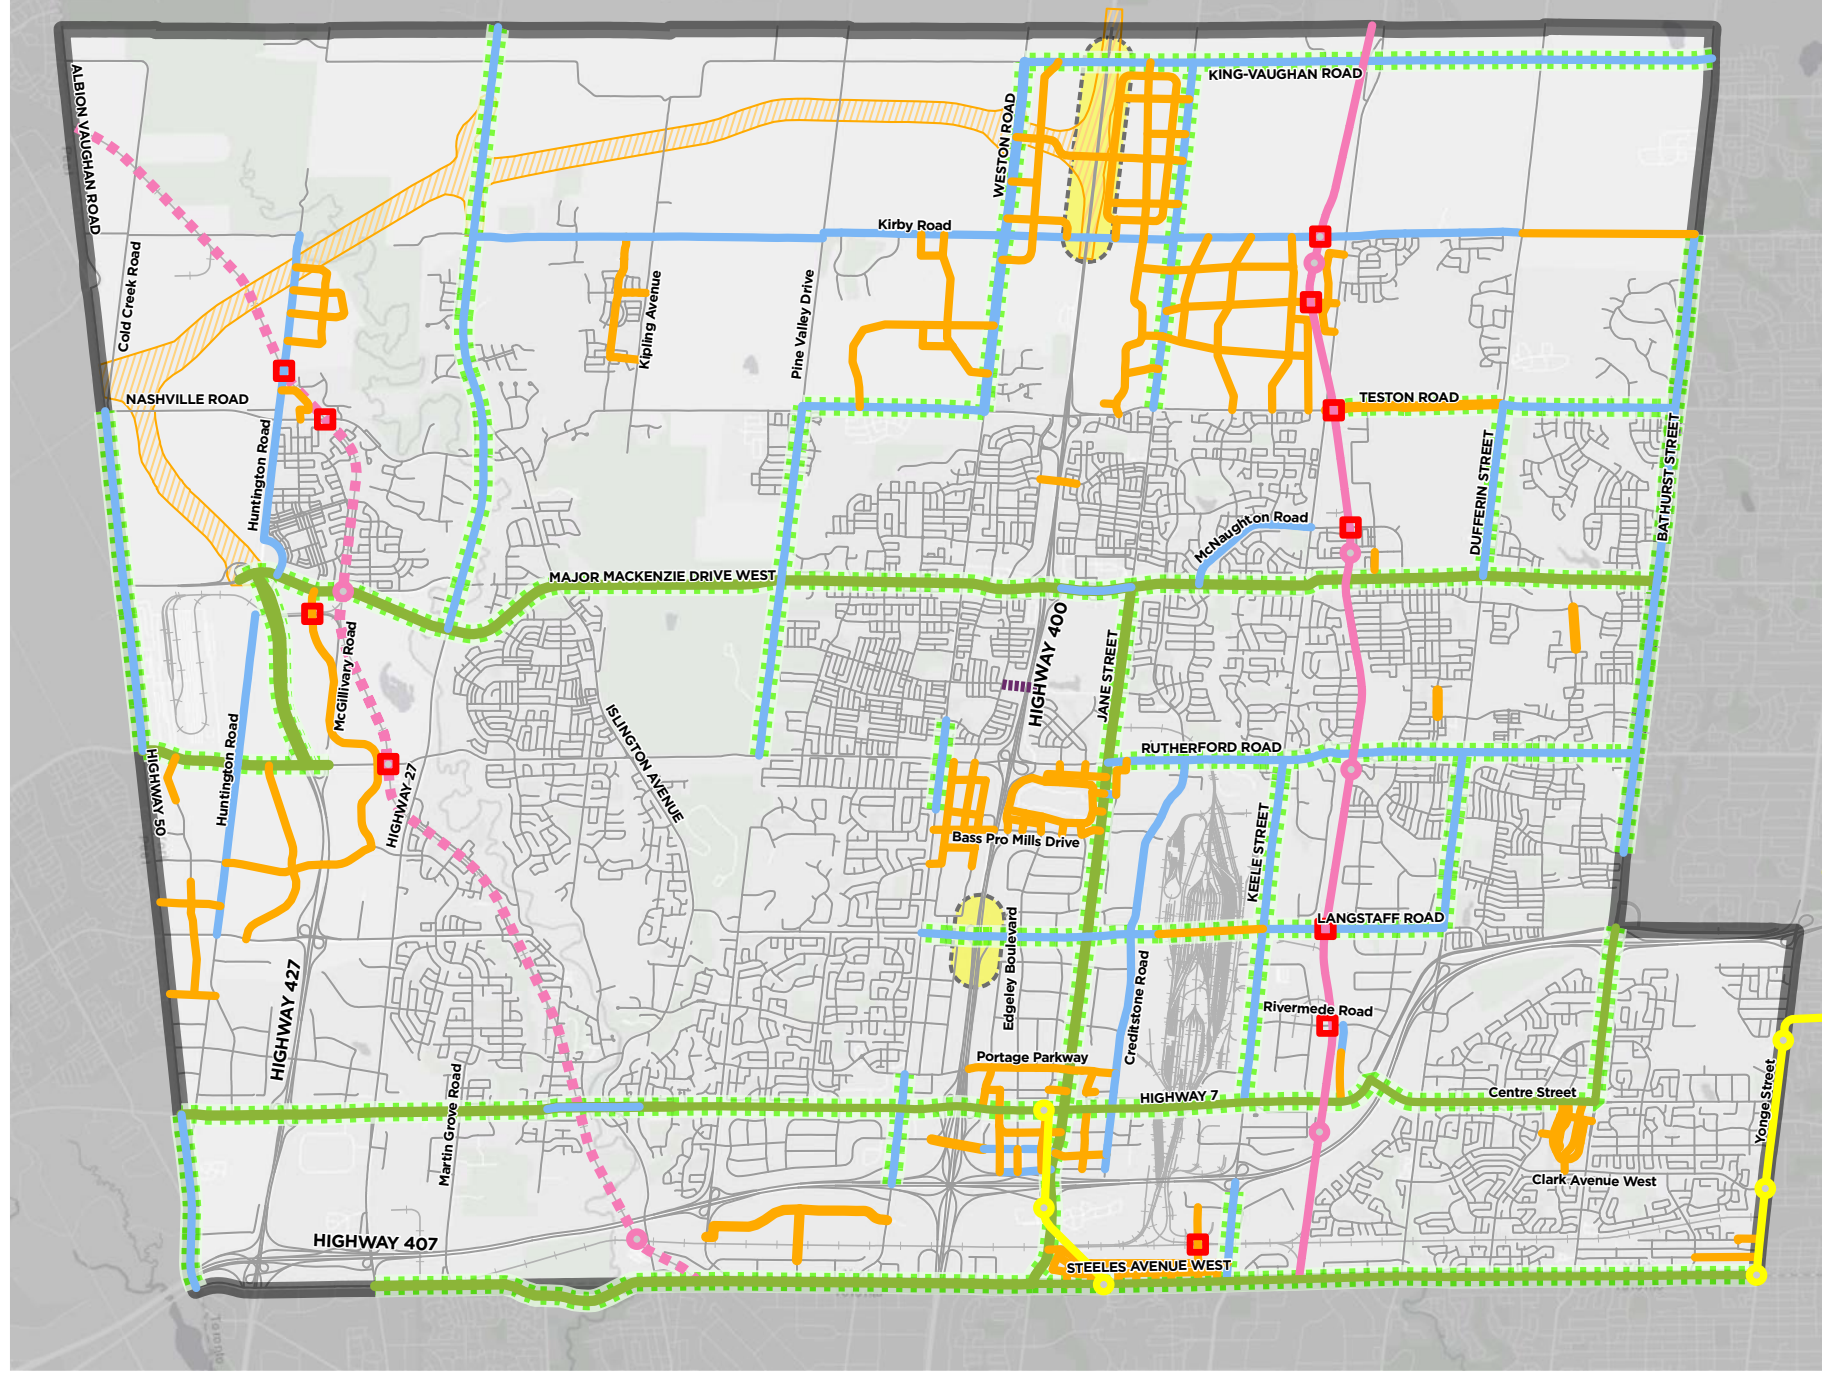 KING-VAUGHAN ROAD
ALBION VAUGHAN ROAD
WESTON ROAD
Kirby Road
Cold Creek Road
Kipling Avenue
Pine Valley Drive
NASHVILLE ROAD
TESTON ROAD
Huntington Road
DUFFERIN STREET
BATHURST STREET
McNaughton Road
MAJOR MACKENZIE DRIVE WEST
HIGHWAY 400
JANE STREET
McGillivary Road
ISLINGTON AVENUE
Huntington Road
HIGHWAY 50
HIGHWAY 27
RUTHERFORD ROAD
Bass Pro Mills Drive
KEELE STREET
LANGSTAFF ROAD
Edgeley Boulevard
Creditstone Road
HIGHWAY 427
Rivermede Road
Portage Parkway
Martin Grove Road
HIGHWAY 7
Centre Street
Yonge Street
Clark Avenue West
HIGHWAY 407
STEELES AVENUE WEST
Toronto